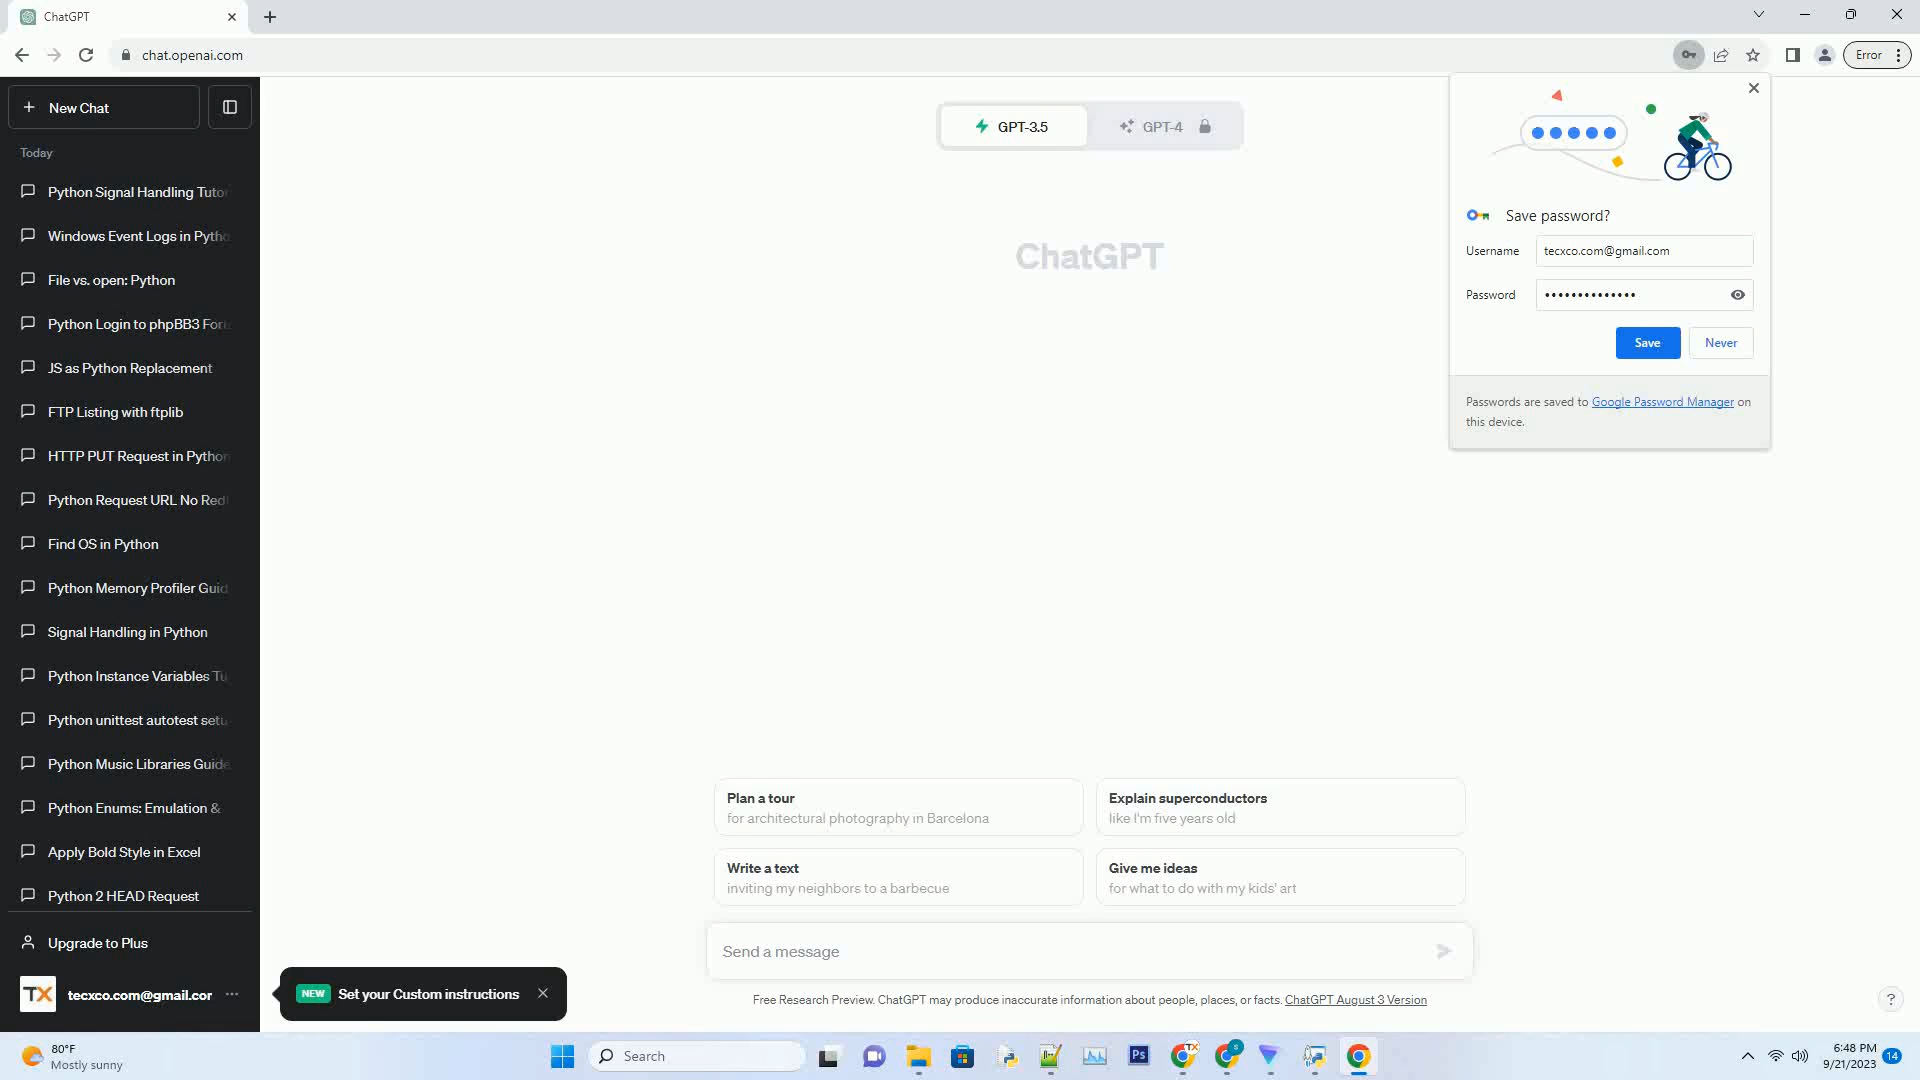 ChatGPT
chat.openai.com
Error
New Chat
GPT-3.5
GPT-4
Today
Python Signal Handling Tutor
Windows Event Logs in Pytho
File vs. open: Python
Python Login to phpBB3 Foru
JS as Python Replacement
FTP Listing with ftplib
HTTP PUT Request in Python
Python Request URL No Redi
Find OS in Python
Python Memory Profiler Guid
Signal Handling in Python
Python Instance Variables Tu
Python unittest autotest setu
Python Music Libraries Guide
Python Enums: Emulation &
Apply Bold Style in Excel
Python 2 HEAD Request
Upgrade to Plus
TX tecxco.com@gmail.cor
ChatGPT
Save password?
Username tecxco.com@gmail.com
Password ••••••••••••••
Save Never
Passwords are saved to Google Password Manager on
this device.
Plan a tour
for architectural photography in Barcelona
Explain superconductors
like I'm five years old
Write a text
inviting my neighbors to a barbecue
Give me ideas
for what to do with my kids' art
Send a message
NEW Set your Custom instructions
Free Research Preview. ChatGPT may produce inaccurate information about people, places, or facts. ChatGPT August 3 Version
?
80°F
Mostly sunny
Search
Ps
TX
S
6:48 PM
9/21/2023
14